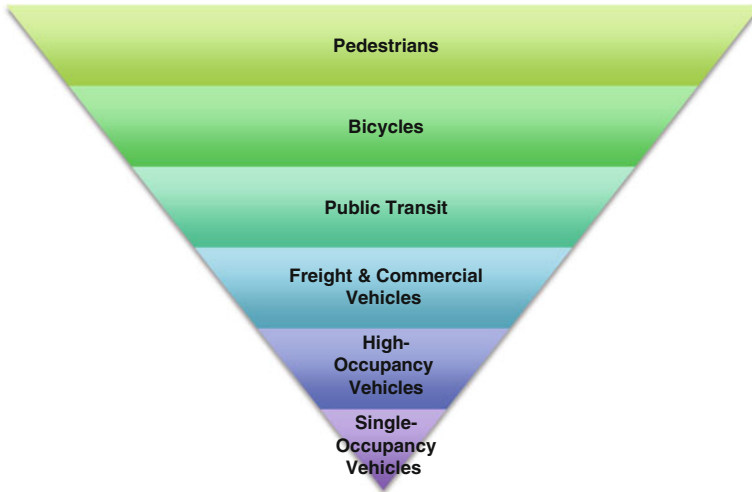 Pedestrians
Bicycles
Public Transit
Freight & Commercial
Vehicles
High-
Occupancy
Vehicles
Single-
Occupancy
Vehicles